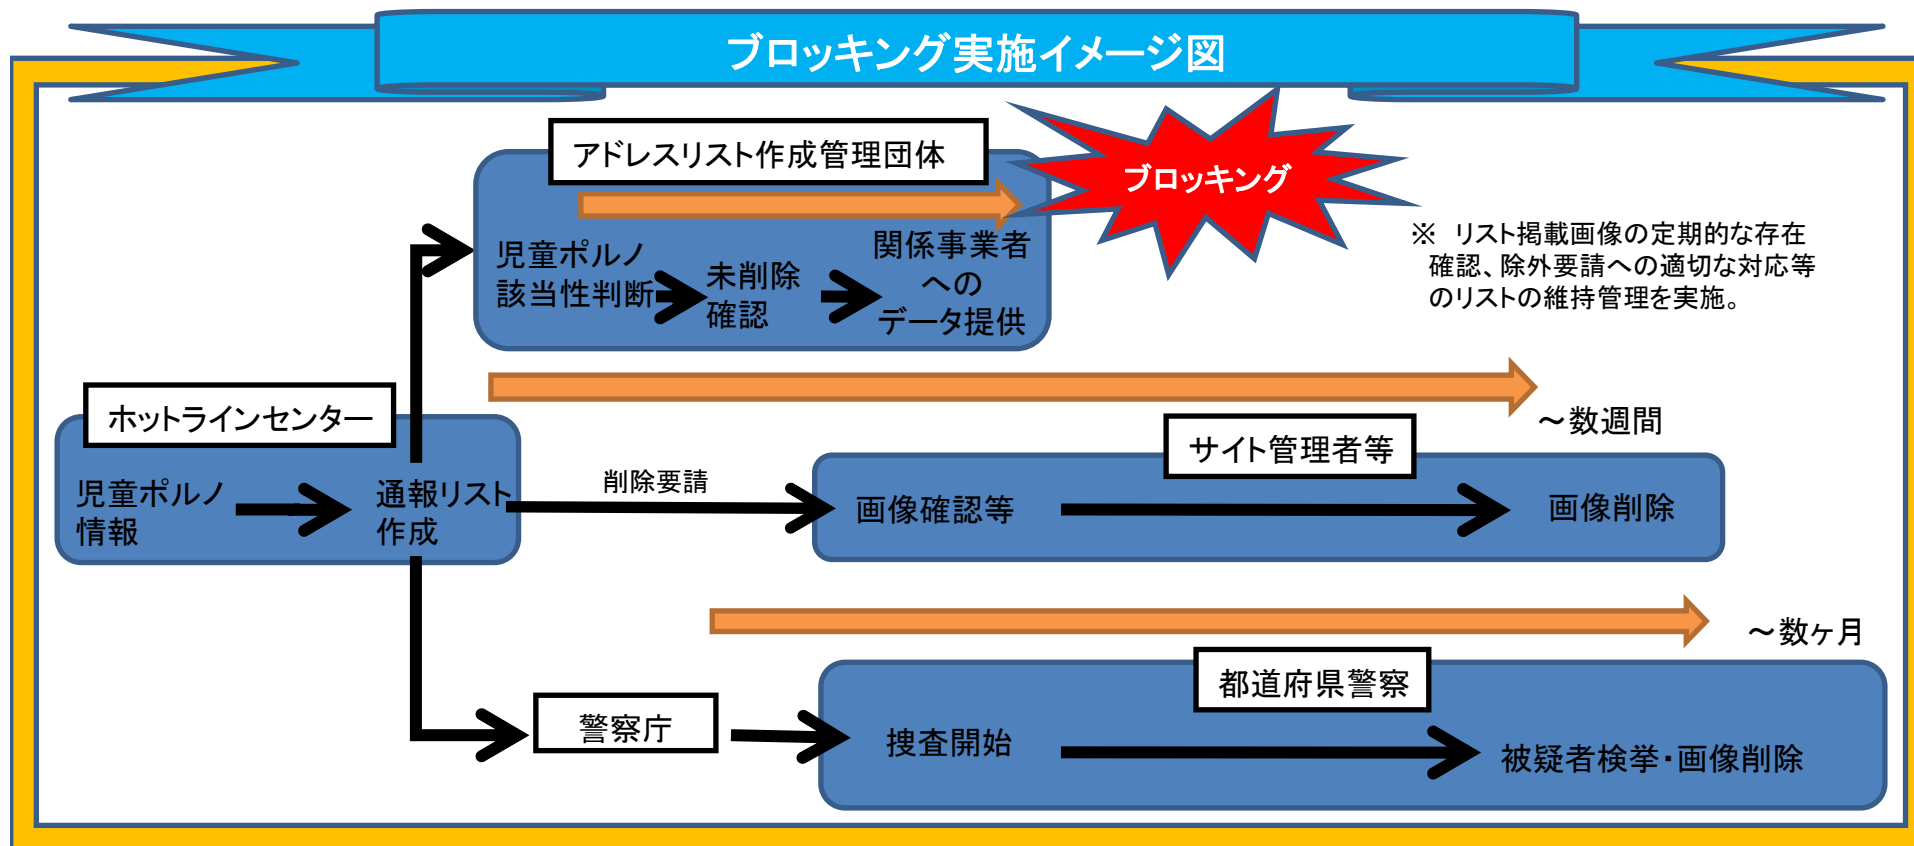 ブロッキング実施イメージ図
アドレスリスト作成管理団体
ブロッキング
児童ポルノ
該当性判断
未削除
確認
関係事業者
への
データ提供
※　リスト掲載画像の定期的な存在
確認、除外要請への適切な対応等
のリストの維持管理を実施。
～数週間
ホットラインセンター
児童ポルノ
情報
通報リスト
作成
削除要請
サイト管理者等
画像確認等
画像削除
～数ヶ月
警察庁
都道府県警察
捜査開始
被疑者検挙・画像削除